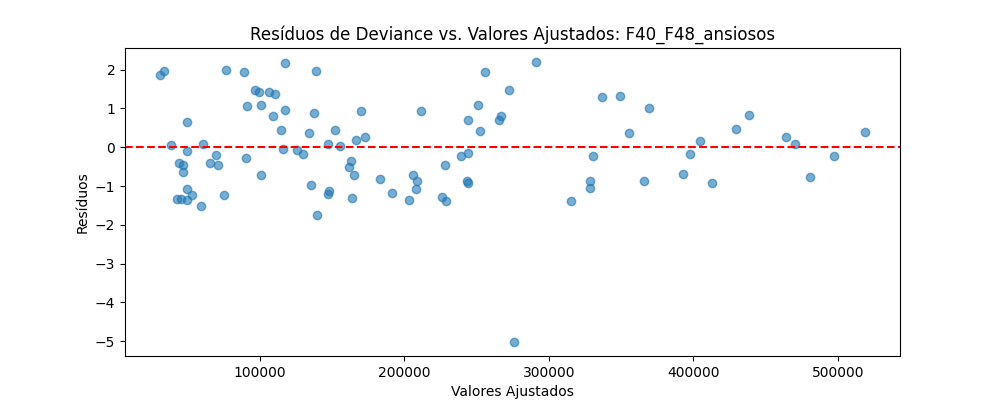 Resíduos de Deviance vs. Valores Ajustados: F40_F48_ansiosos
Resíduos
2
1
0
−1
−2
−3
−4
−5
100000 200000 300000 400000 500000
Valores Ajustados